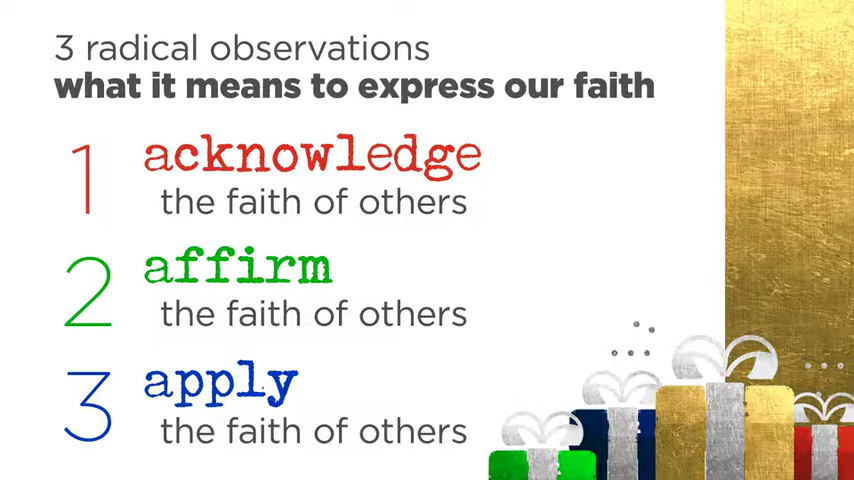 3 radical observations
what it means to express our faith
1 acknowledge
the faith of others
2 affirm
the faith of others
3 apply
the faith of others